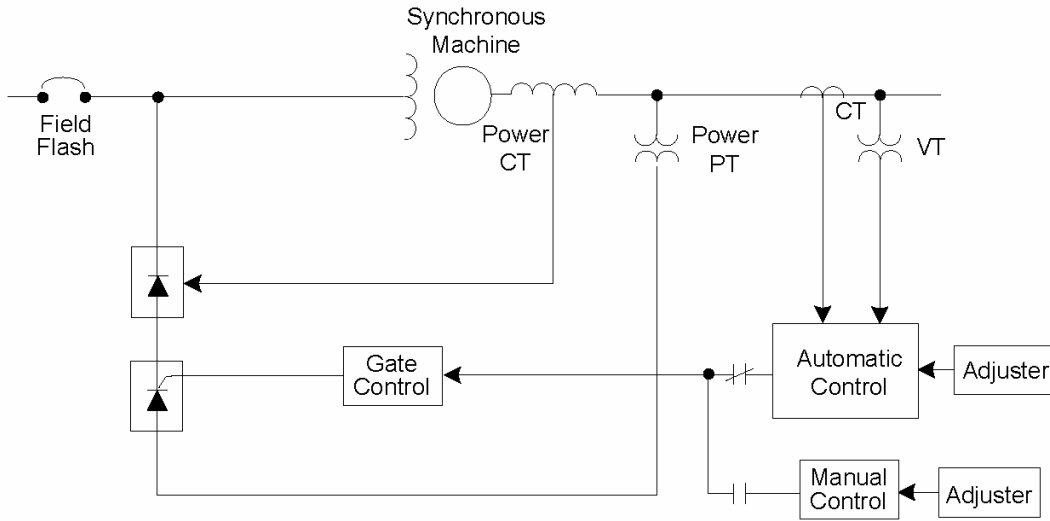 Synchronous
Machine
Field
Flash
Power
CT
Power
PT
CT
VT
Gate
Control
Automatic
Control
Adjuster
Manual
Control
Adjuster